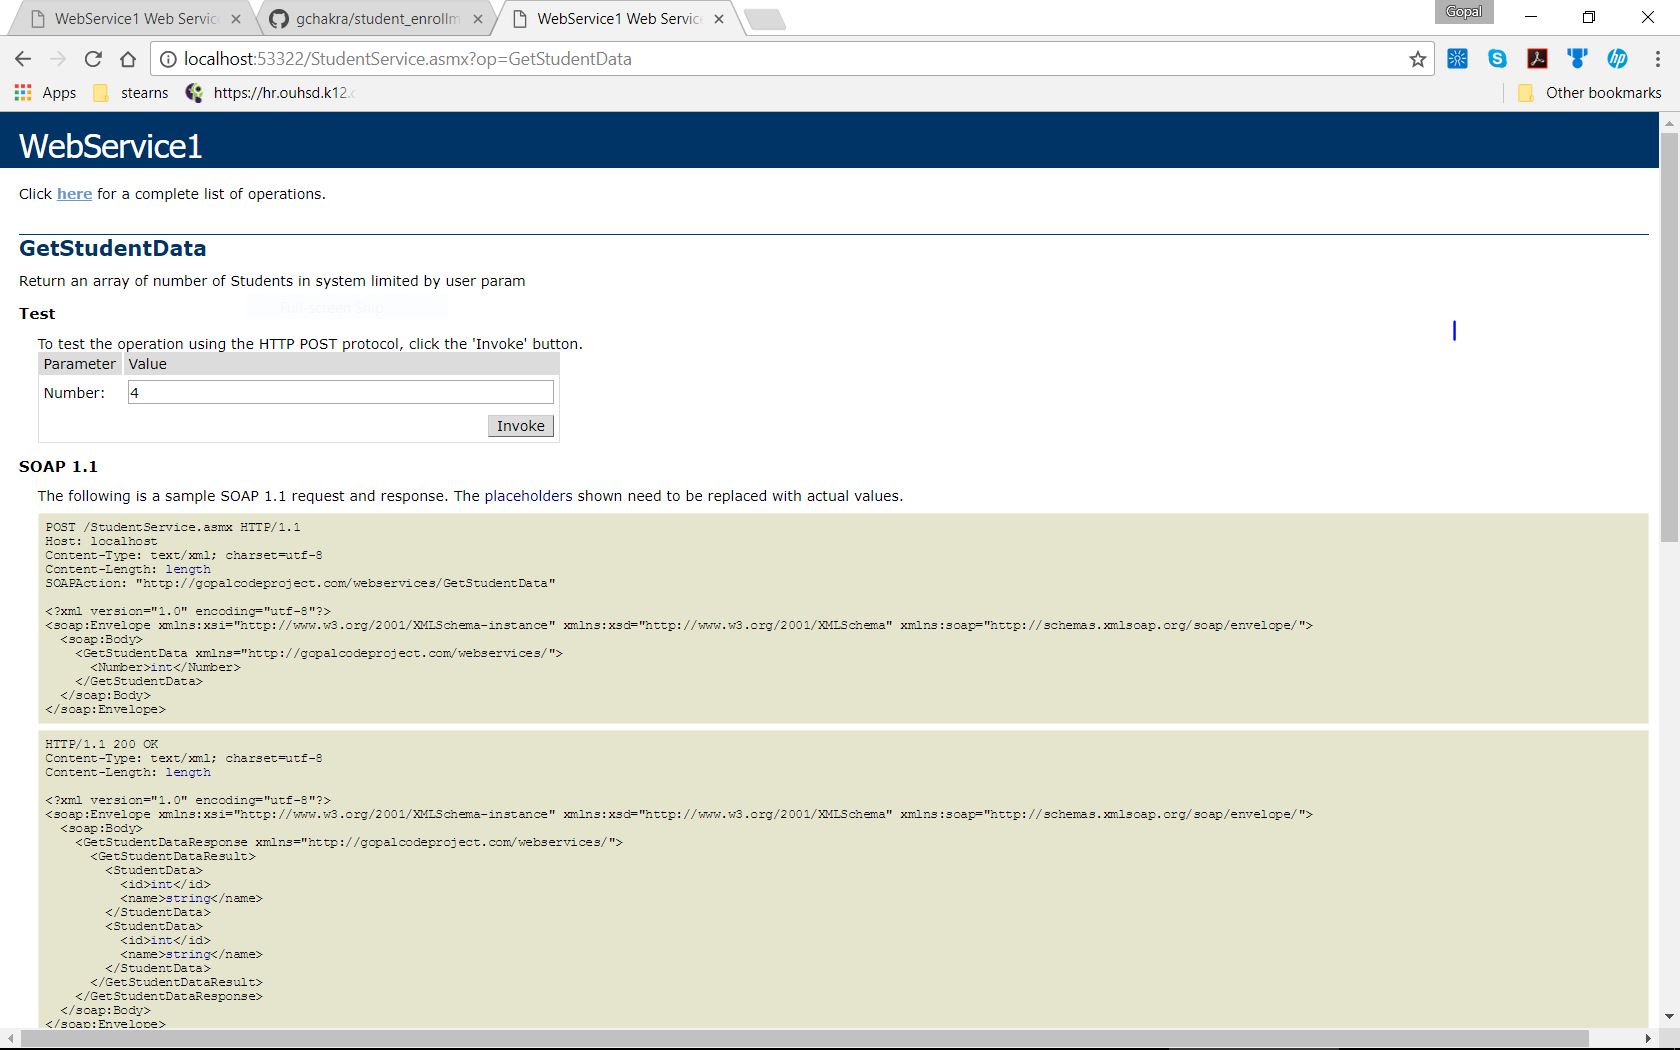 WebService1 Web Servic
gchakra/student_enrollm
WebService1 Web Servic
Gopal
localhost:53322/StudentService.asmx?op=GetStudentData
Apps
stearns
https://hr.ouhsd.k12.c
Other bookmarks
WebService1
Click here for a complete list of operations.
GetStudentData
Return an array of number of Students in system limited by user param
Full-screen Snip
Test
To test the operation using the HTTP POST protocol, click the 'Invoke' button.
Parameter Value
Number: 4
Invoke
SOAP 1.1
The following is a sample SOAP 1.1 request and response. The placeholders shown need to be replaced with actual values.
POST /StudentService.asmx HTTP/1.1
Host: localhost
Content-Type: text/xml; charset=utf-8
Content-Length: length
SOAPAction: "http://gopalcodeproject.com/webservices/GetStudentData"
<?xml version="1.0" encoding="utf-8"?>
<soap:Envelope xmlns:xsi="http://www.w3.org/2001/XMLSchema-instance" xmlns:xsd="http://www.w3.org/2001/XMLSchema" xmlns:soap="http://schemas.xmlsoap.org/soap/envelope/">
<soap:Body>
<GetStudentData xmlns="http://gopalcodeproject.com/webservices/">
<Number>int</Number>
</GetStudentData>
</soap:Body>
</soap:Envelope>
HTTP/1.1 200 OK
Content-Type: text/xml; charset=utf-8
Content-Length: length
<?xml version="1.0" encoding="utf-8"?>
<soap:Envelope xmlns:xsi="http://www.w3.org/2001/XMLSchema-instance" xmlns:xsd="http://www.w3.org/2001/XMLSchema" xmlns:soap="http://schemas.xmlsoap.org/soap/envelope/">
<soap:Body>
<GetStudentDataResponse xmlns="http://gopalcodeproject.com/webservices/">
<GetStudentDataResult>
<StudentData>
<id>int</id>
<name>string</name>
</StudentData>
<StudentData>
<id>int</id>
<name>string</name>
</StudentData>
</GetStudentDataResult>
</GetStudentDataResponse>
</soap:Body>
</soap:Envelope>